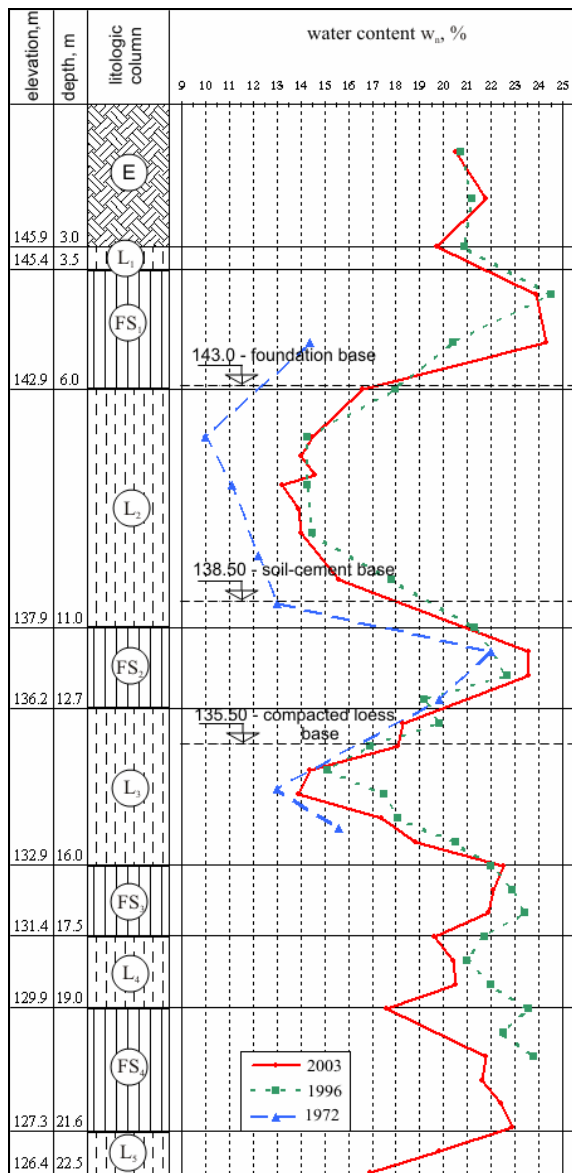 elevation,m
depth, m
litologic column
water content wₙ, %
9 10 11 12 13 14 15 16 17 18 19 20 21 22 23 24 25
E
145.9 3.0
L₁
145.4 3.5
FS₁
143.0 - foundation base
142.9 6.0
L₂
138.50 - soil-cement base
137.9 11.0
FS₂
136.2 12.7
135.50 - compacted loess
base
L₃
132.9 16.0
FS₃
131.4 17.5
L₄
129.9 19.0
FS₄
2003
1996
1972
127.3 21.6
L₅
126.4 22.5